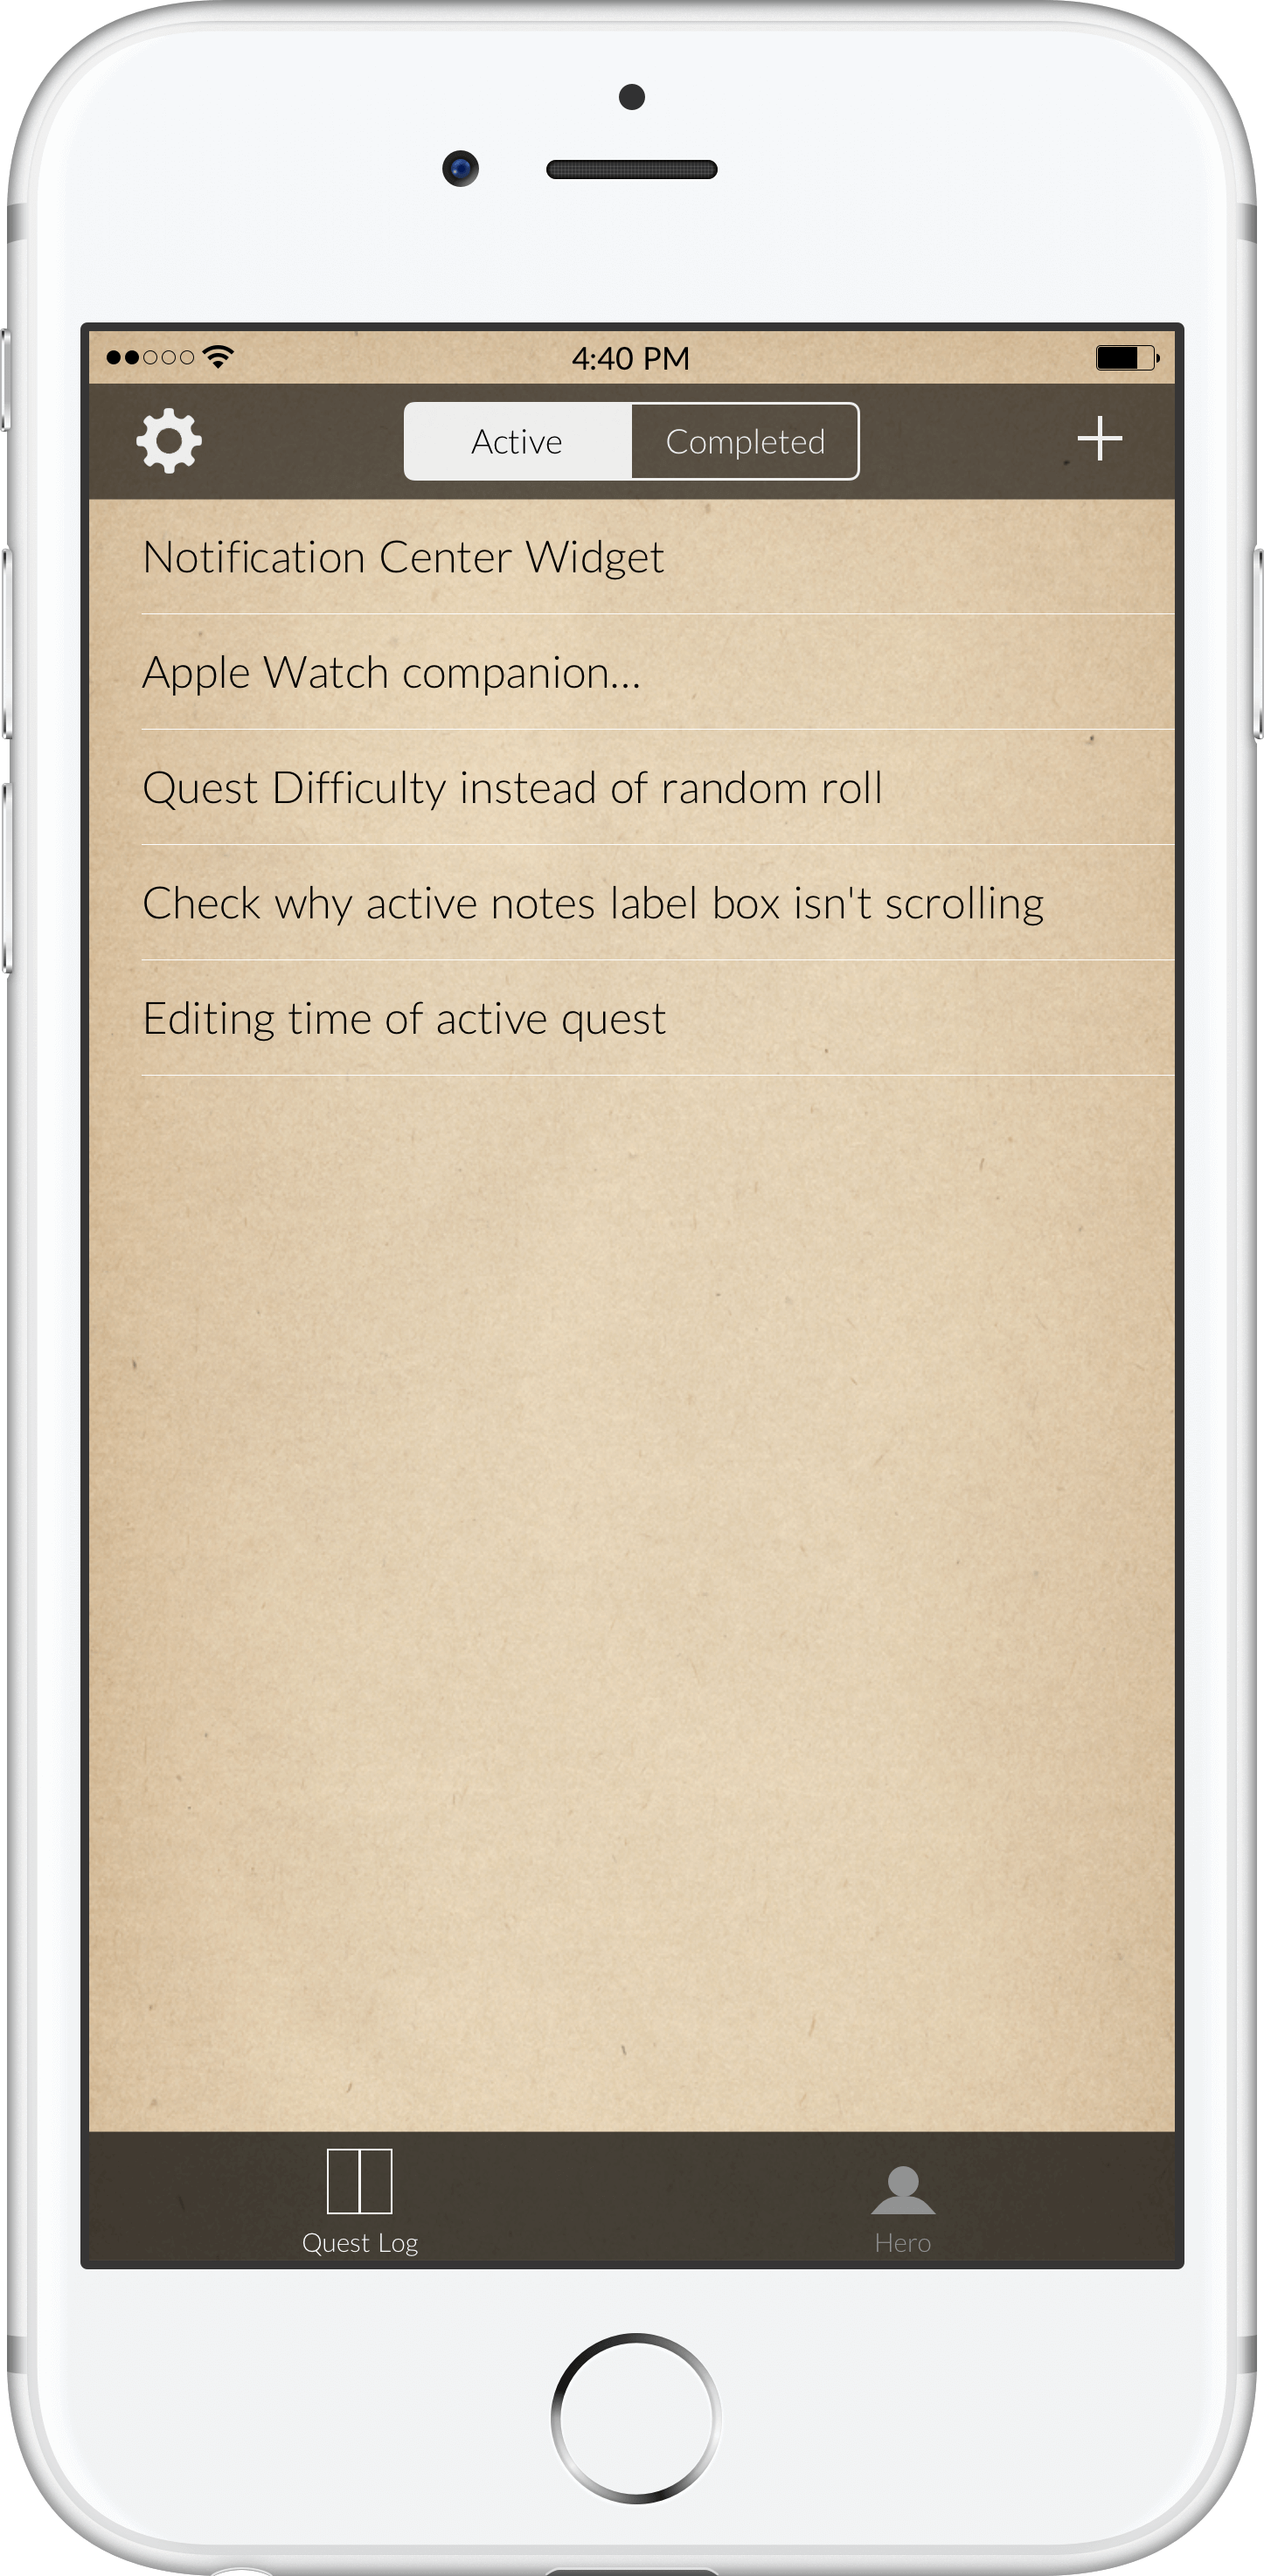 4:40 PM
Active
Completed
Notification Center Widget
Apple Watch companion...
Quest Difficulty instead of random roll
Check why active notes label box isn't scrolling
Editing time of active quest
Quest Log
Hero